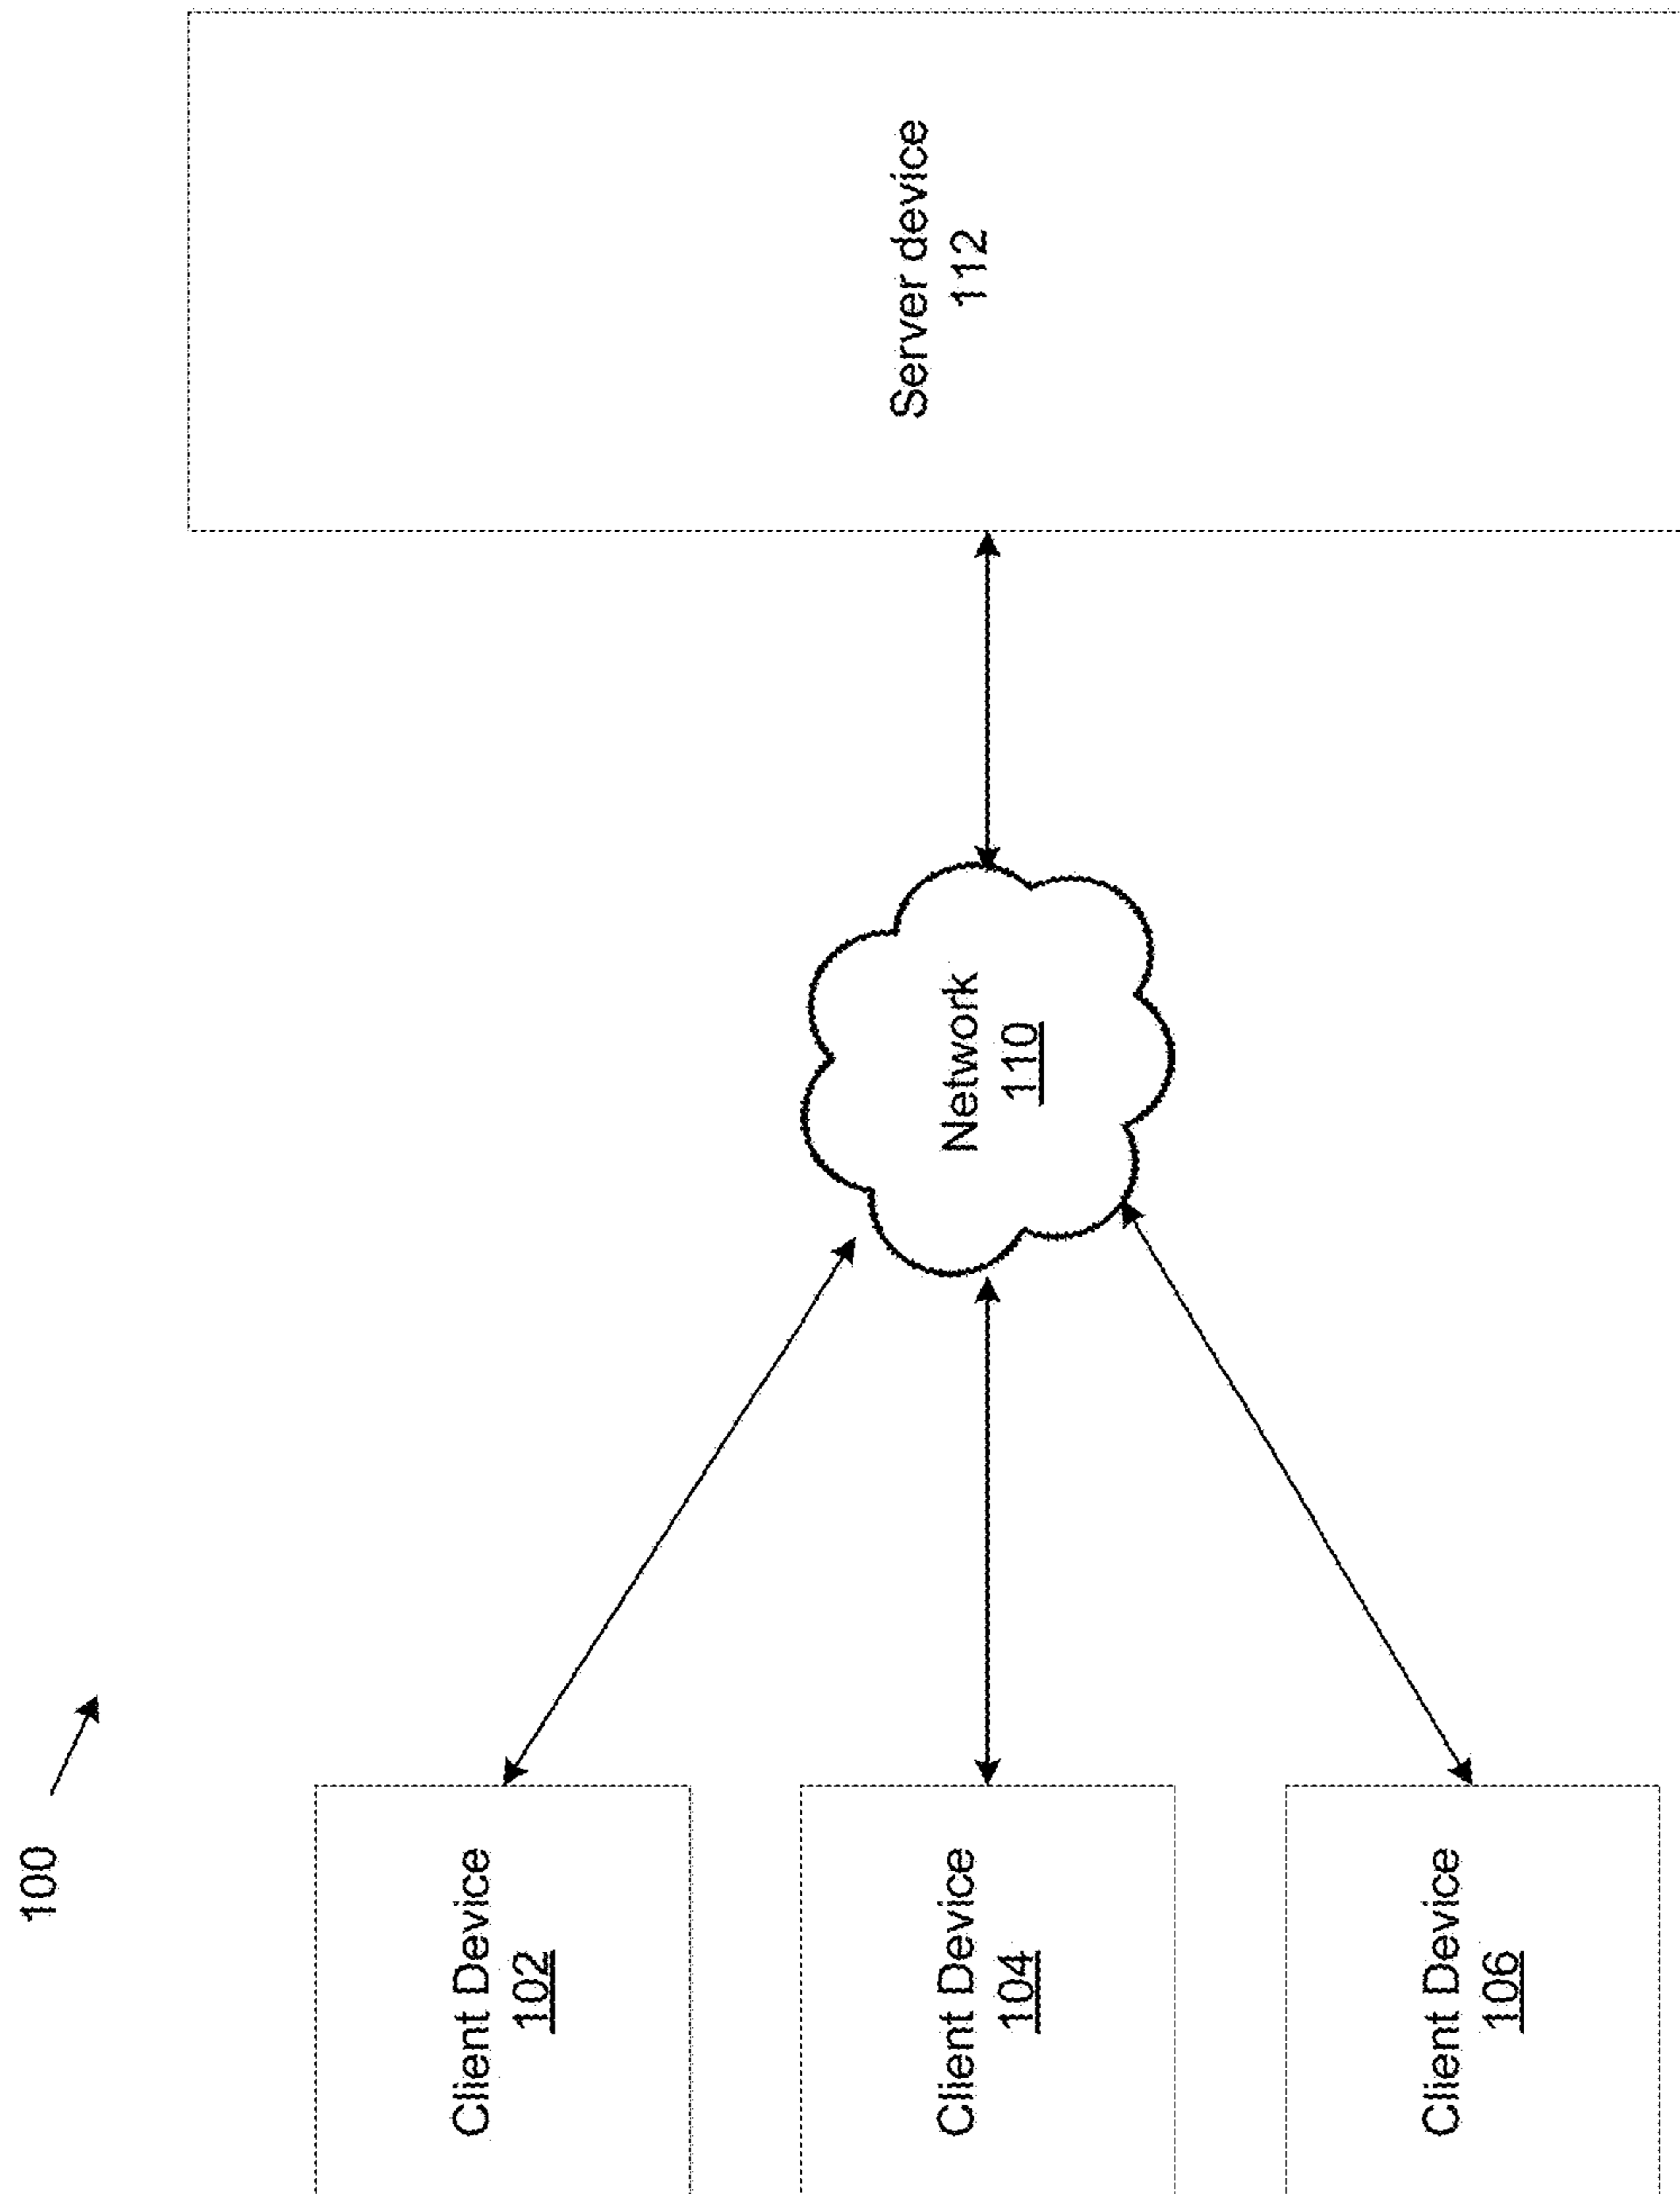 100
Client Device
102
Client Device
104
Client Device
106
Network
110
Server device
112